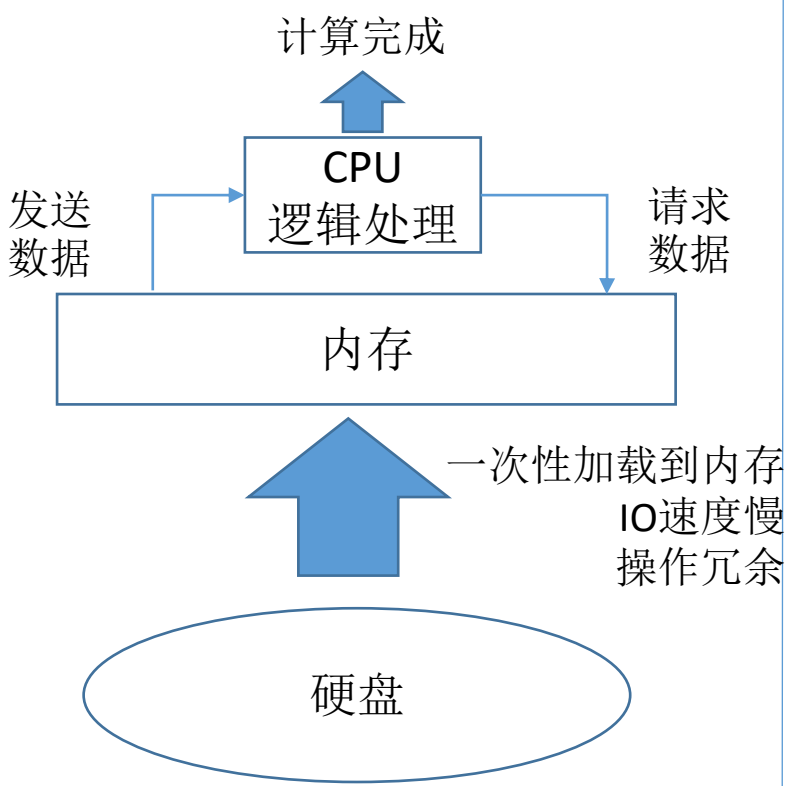 计算完成
CPU
逻辑处理
发送
数据
请求
数据
内存
一次性加载到内存
IO速度慢
操作冗余
硬盘